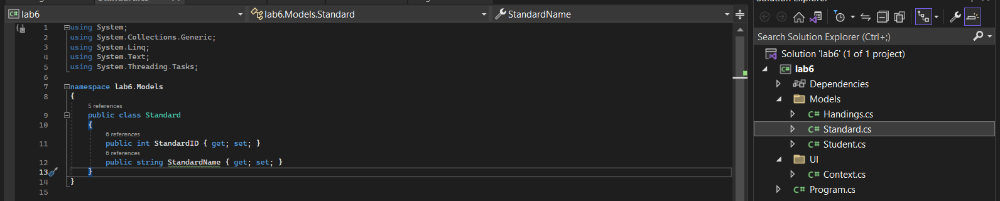 Solution Explorer
lab6
lab6.Models.Standard
StandardName
1 using System;
2 using System.Collections.Generic;
3 using System.Linq;
4 using System.Text;
5 using System.Threading.Tasks;
6
7 namespace lab6.Models
8 {
5 references
9 public class Standard
10 {
6 references
11 public int StandardID { get; set; }
6 references
12 public string StandardName { get; set; }
13 }
14 }
15
Search Solution Explorer (Ctrl+;)
Solution 'lab6' (1 of 1 project)
C# lab6
Dependencies
Models
C# Handings.cs
C# Standard.cs
C# Student.cs
UI
C# Context.cs
C# Program.cs